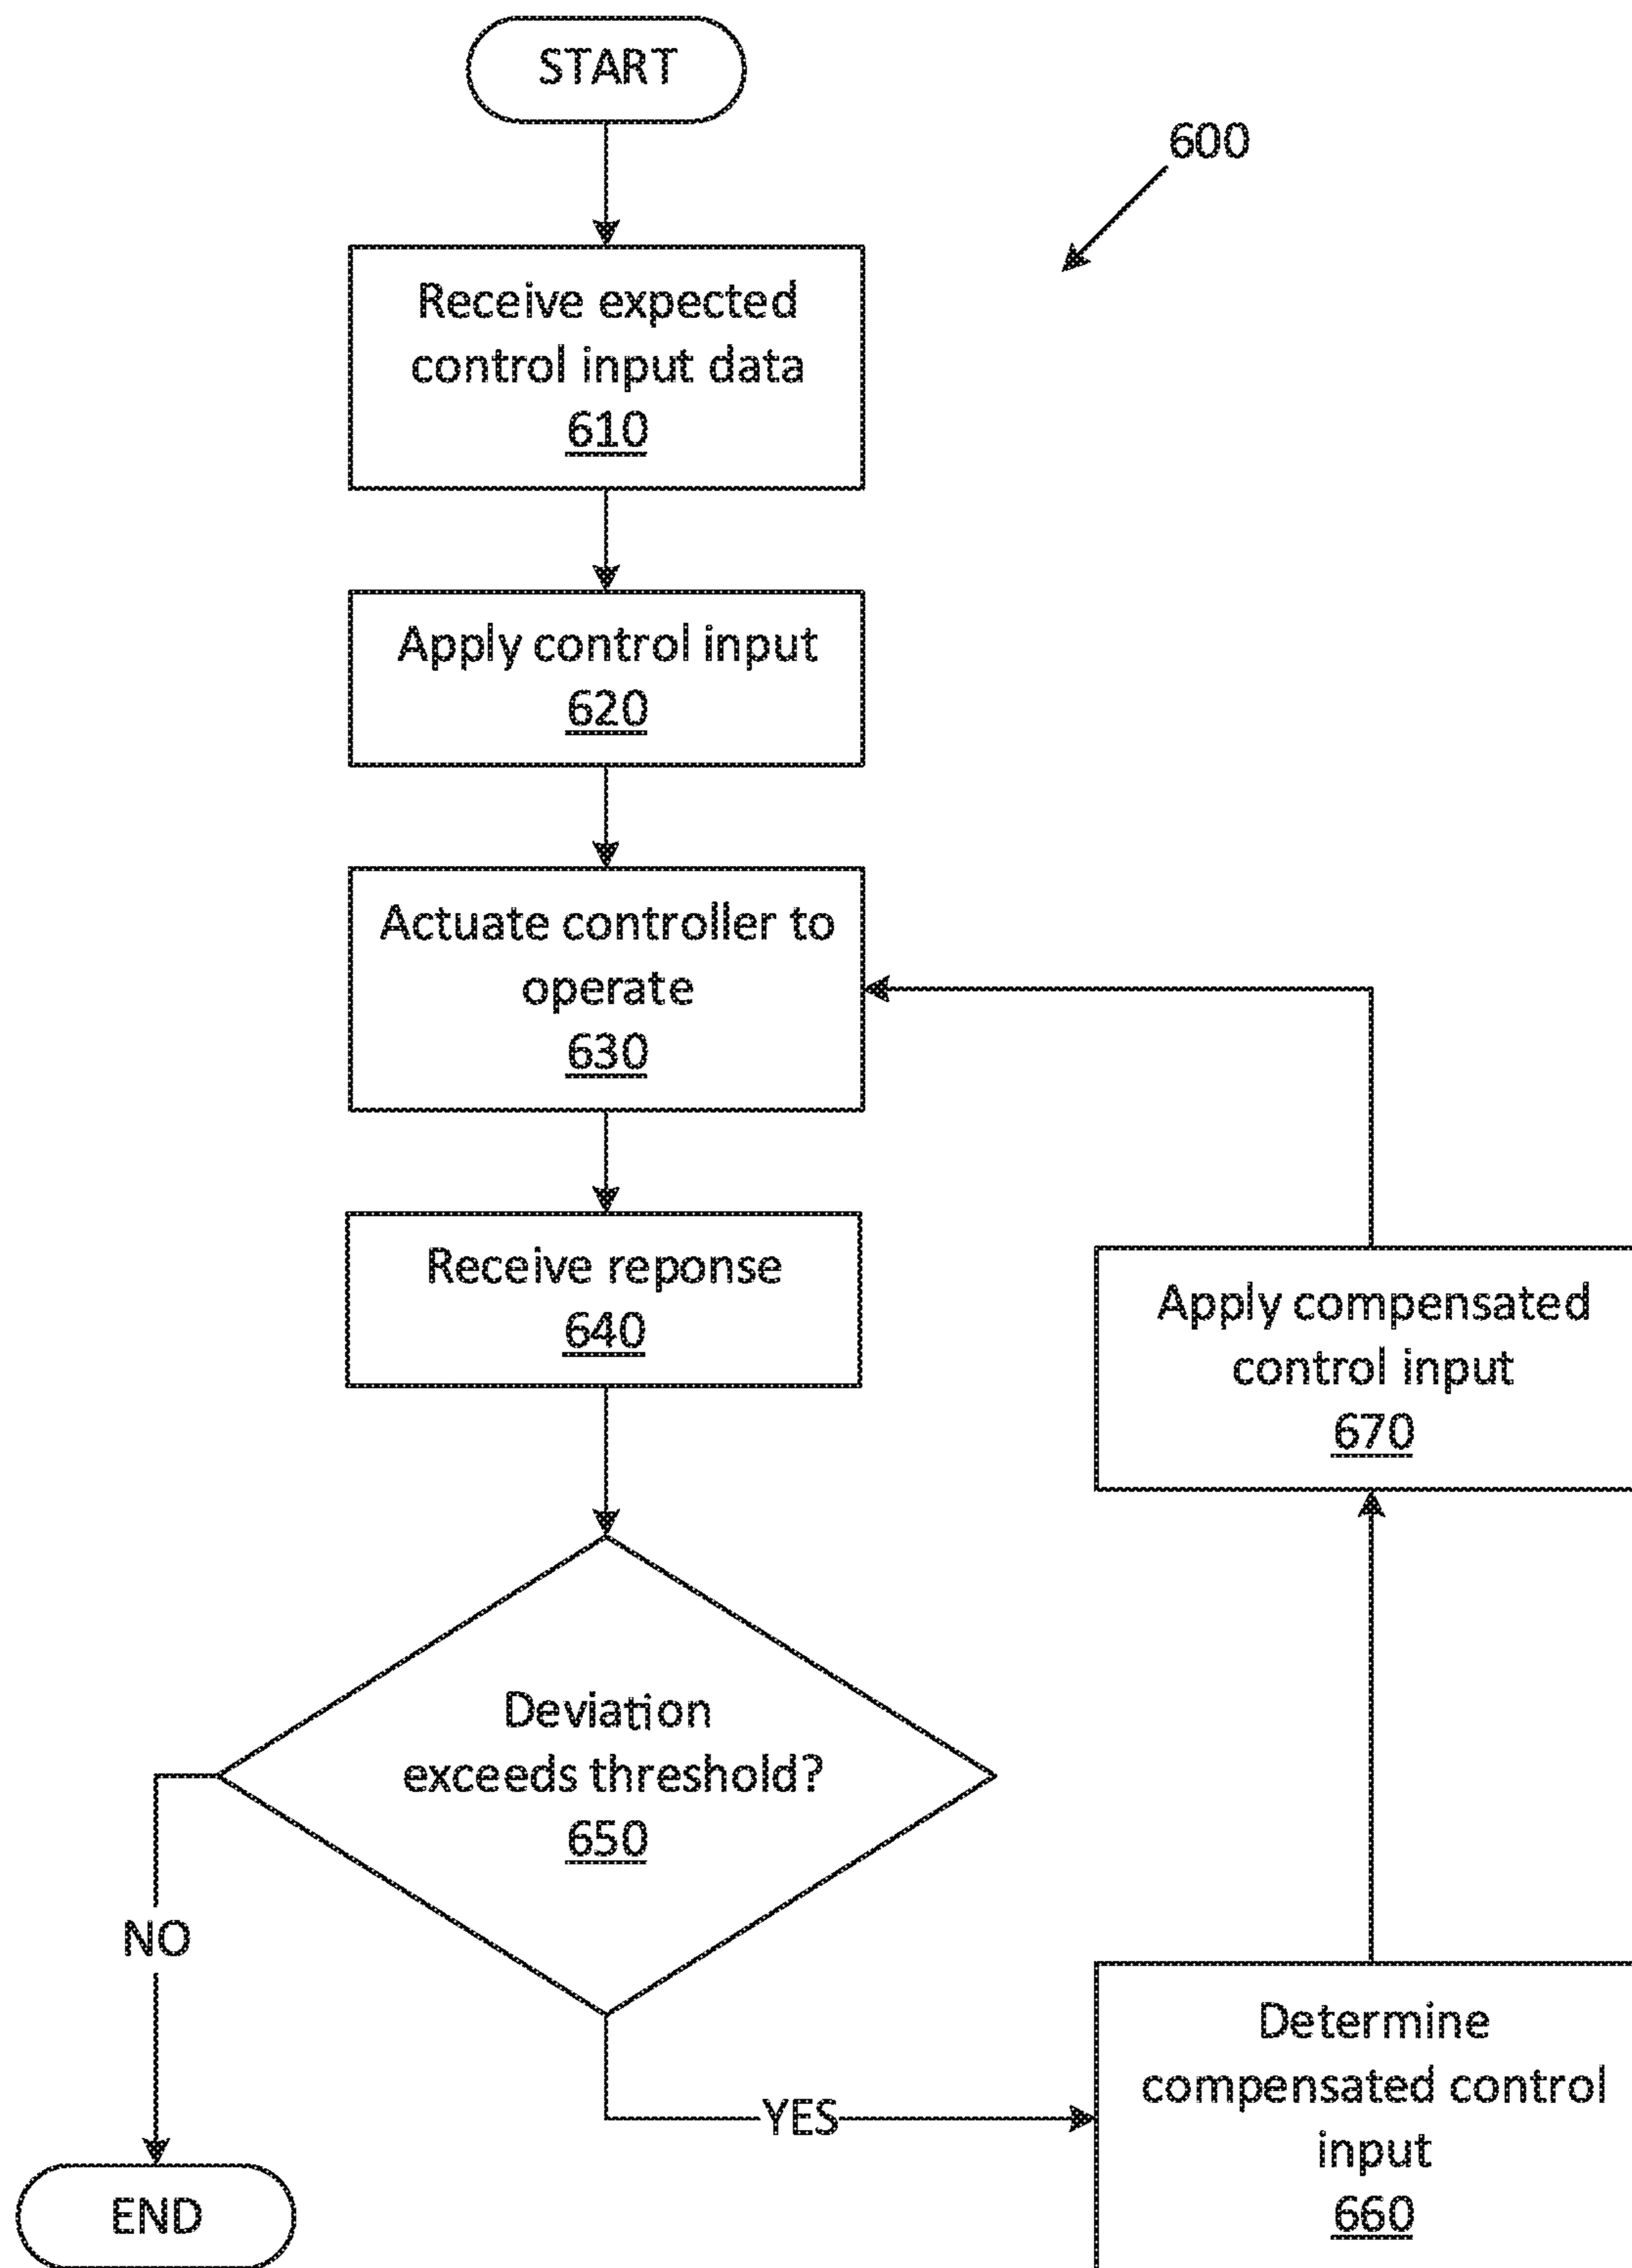 START
600
Receive expected
control input data
610
Apply control input
620
Actuate controller to
operate
630
Receive reponse
640
Apply compensated
control input
670
Deviation
exceeds threshold?
650
NO
YES
Determine
compensated control
input
660
END